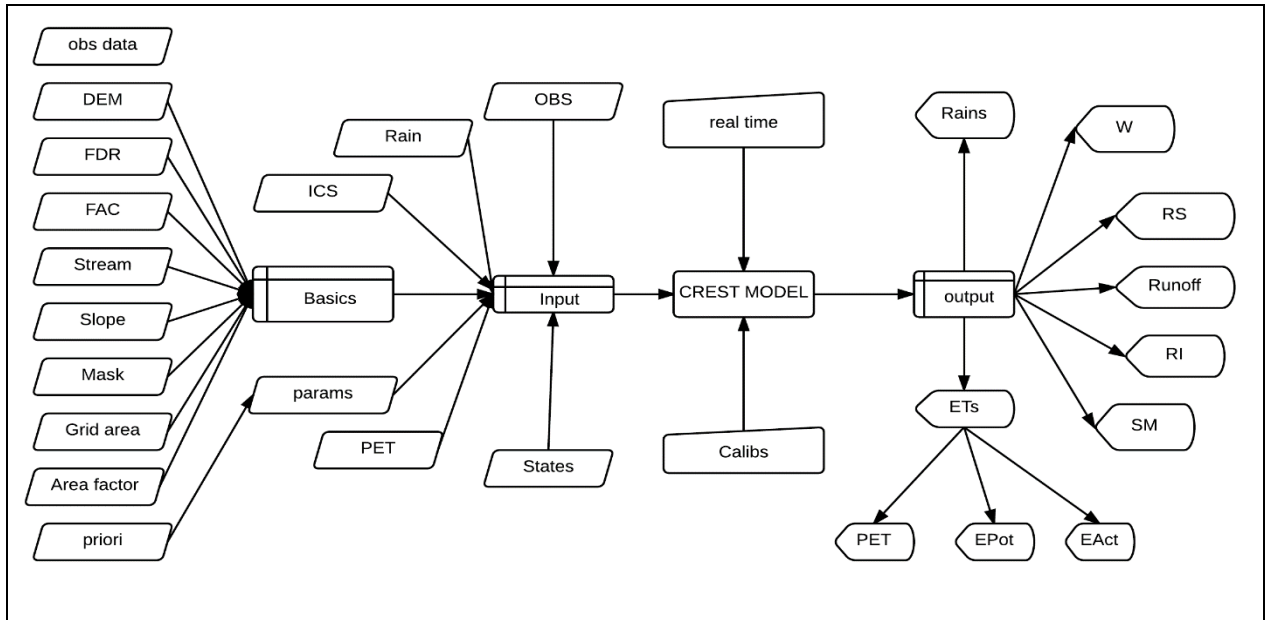 obs data
DEM
FDR
FAC
Stream
Slope
Mask
Grid area
Area factor
priori
Basics
Rain
ICS
params
PET
OBS
Input
States
real time
CREST MODEL
Calibs
Rains
output
ETs
PET
EPot
EAct
W
RS
Runoff
RI
SM